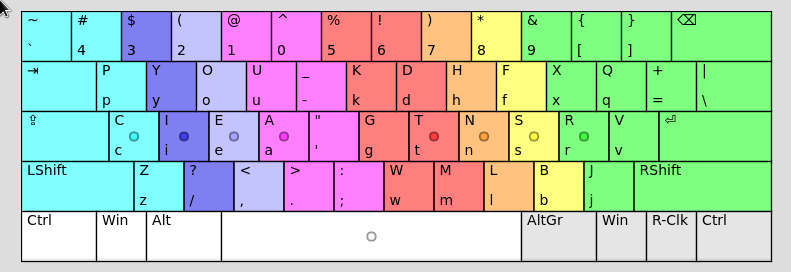 ~ # $ ( @ ^ % ! ) * & { } ⌫
` 4 3 2 1 0 5 6 7 8 9 [ ]
⇥ P Y O U _ K D H F X Q + |
p y o u - k d h f x q = \
⇪ C I E A " G T N S R V ⏎
c i e a ' g t n s r v
LShift Z ? < > : W M L B J RShift
z / , . ; w m l b j
Ctrl Win Alt AltGr Win R-Clk Ctrl